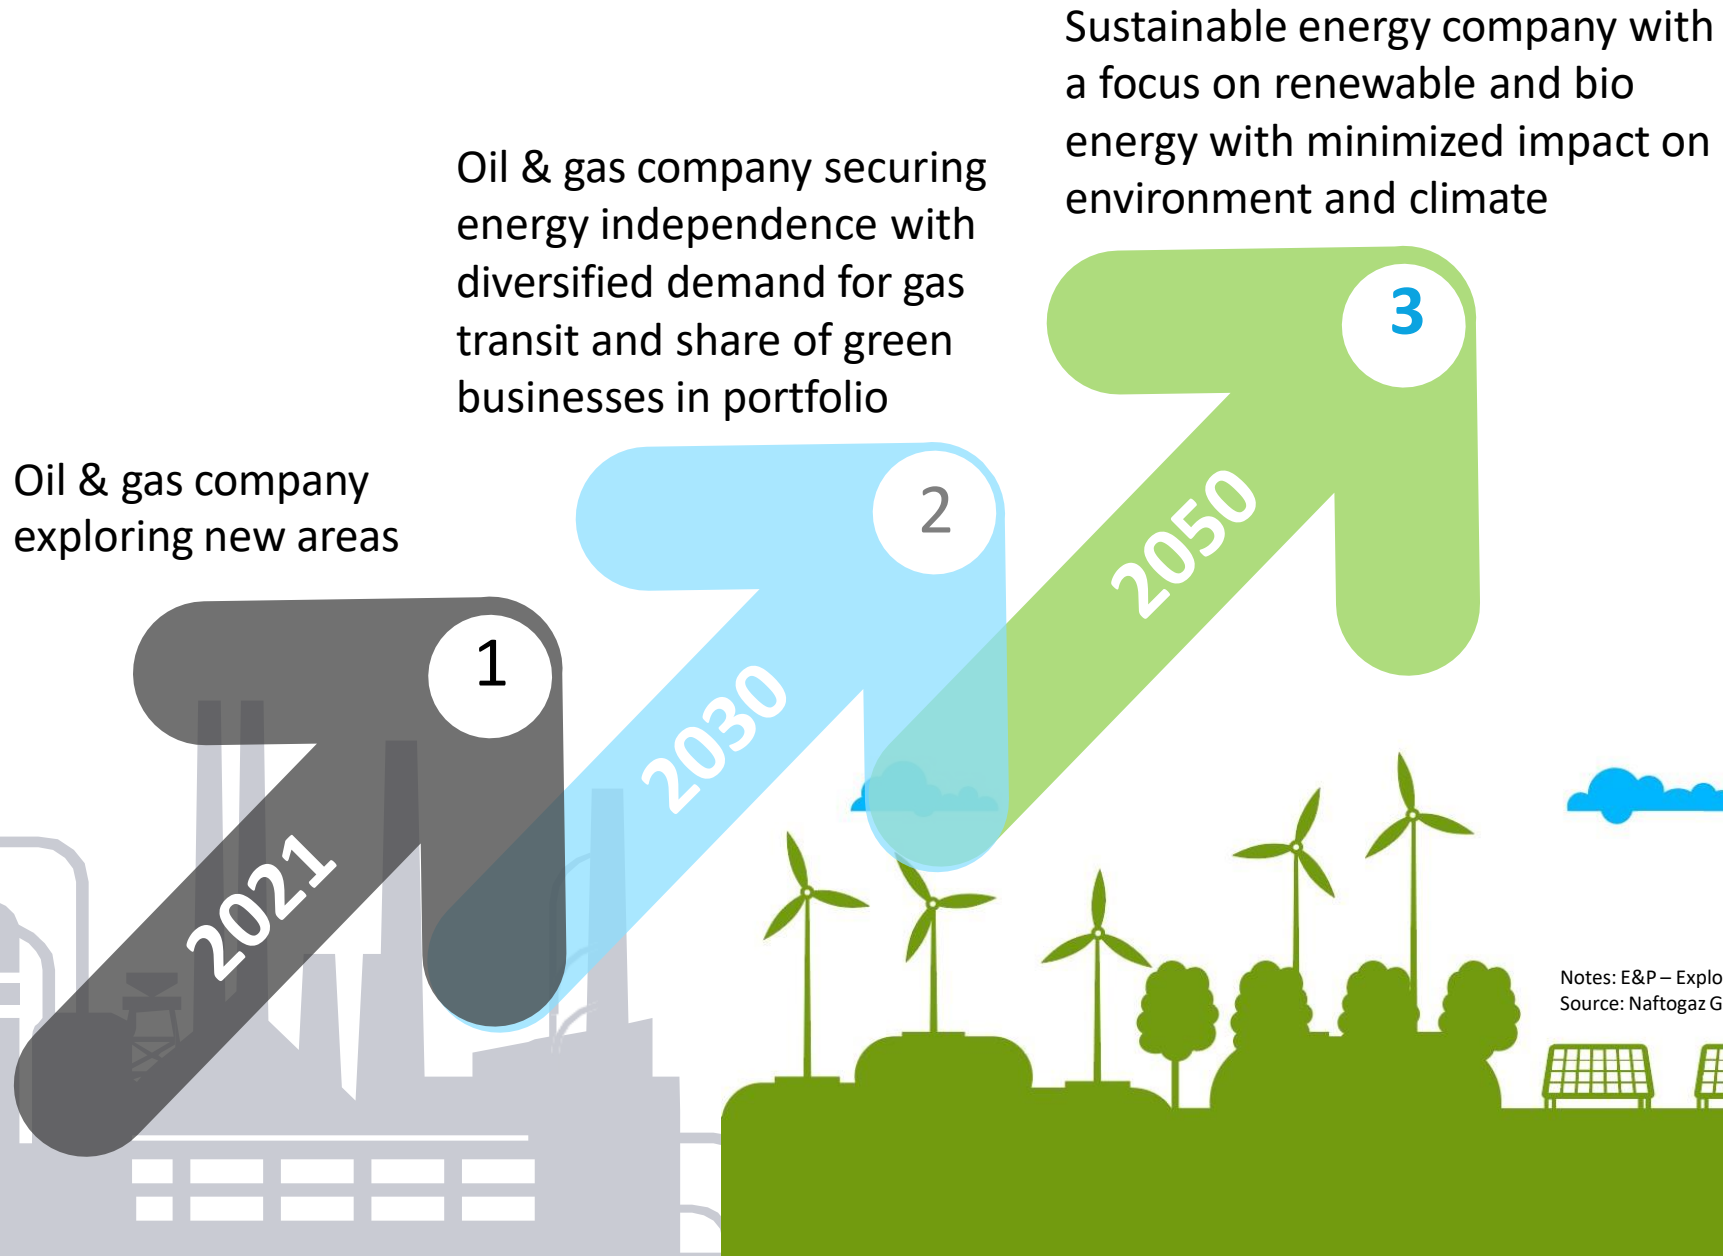 Oil & gas company
exploring new areas
1
2021
Oil & gas company securing
energy independence with
diversified demand for gas
transit and share of green
businesses in portfolio
2
2030
Sustainable energy company with
a focus on renewable and bio
energy with minimized impact on
environment and climate
3
2050
Notes: E&P – Explo
Source: Naftogaz G